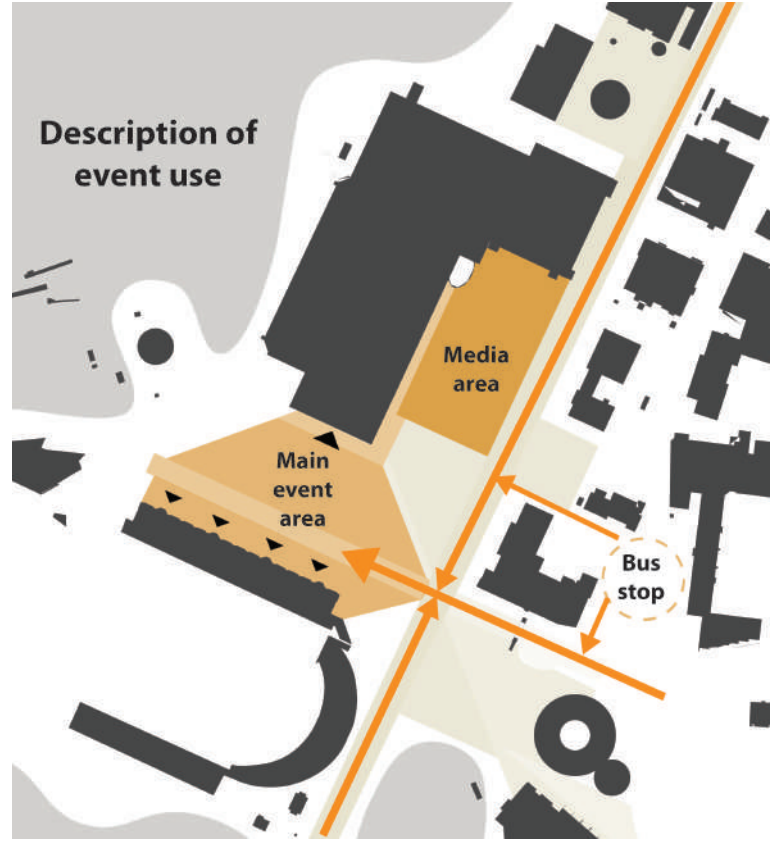 Description of
event use
Media
area
Main
event
area
Bus
stop